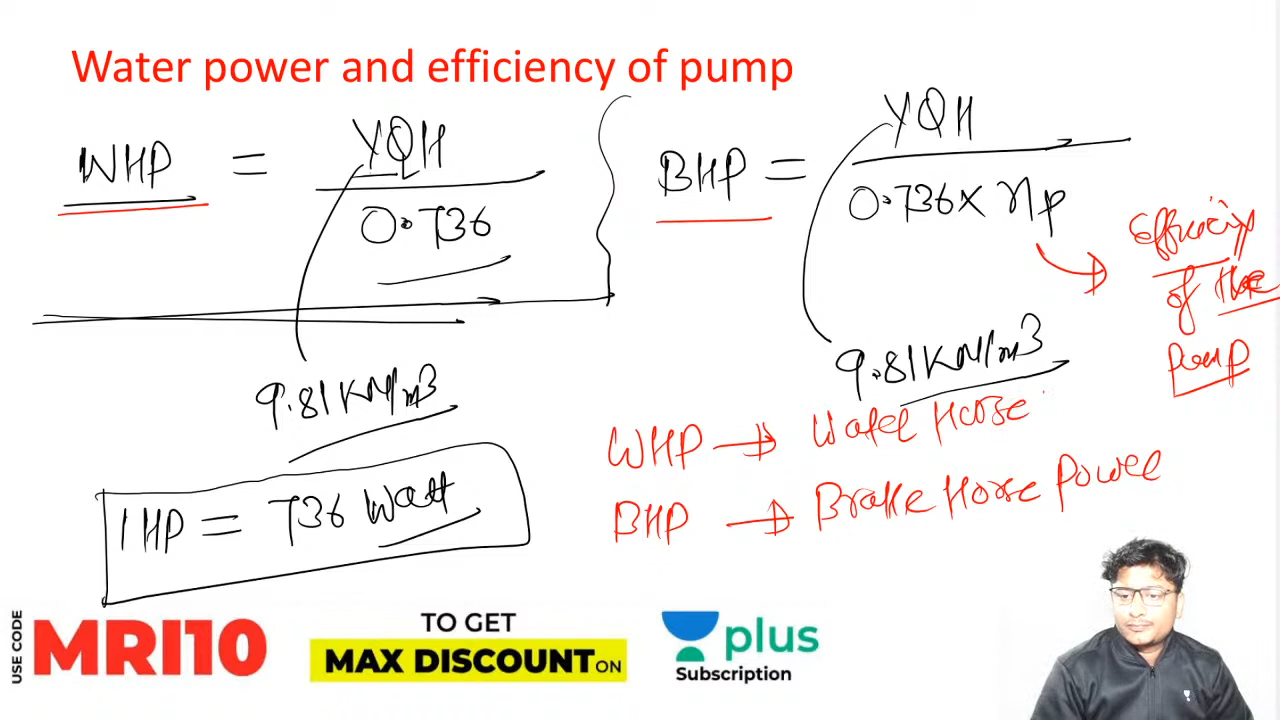 Water power and efficiency of pump
WHP = γQH / 0.736
BHP = γQH / 0.736 × ηp
Efficiency of the pump
9.81 KN/m3
9.81 KN/m3
WHP → Water Horse
BHP → Brake Horse Power
1 HP = 736 Watt
USE CODE
MRI10
TO GET
MAX DISCOUNT ON
plus
Subscription